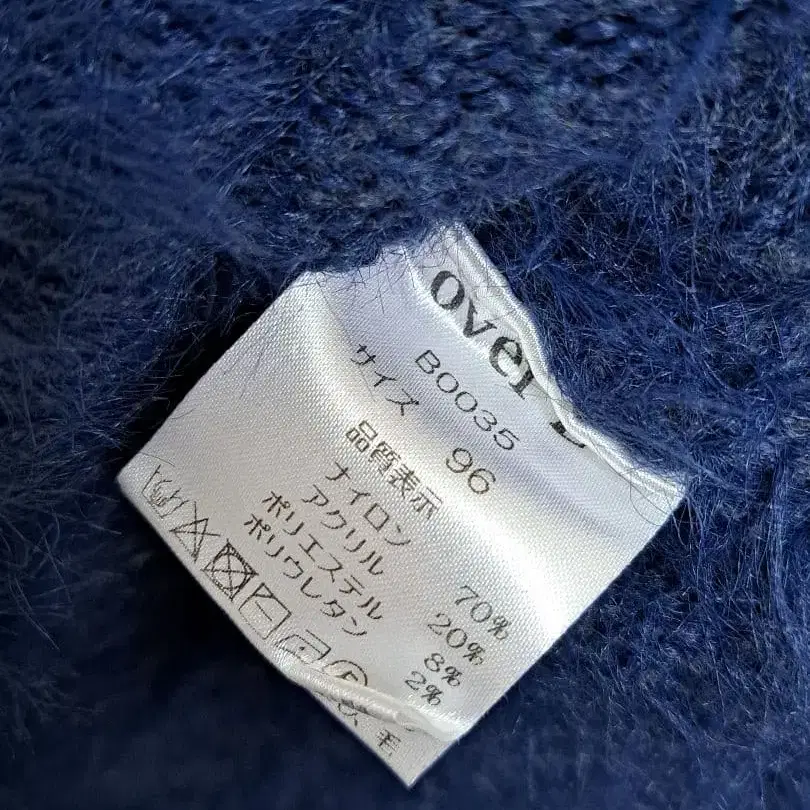 over
B0035
サイズ 96
品質表示
ナイロン 70%
アクリル 20%
ポリエステル 8%
ポリウレタン 2%
毛